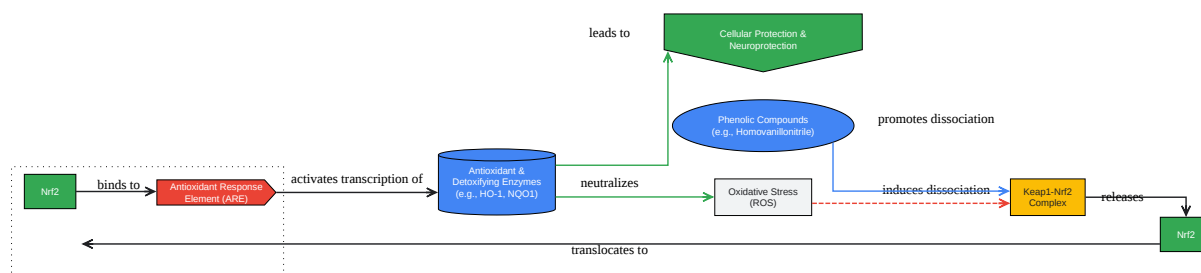 leads to
Cellular Protection &
Neuroprotection
Phenolic Compounds
(e.g., Homovanillonitrile)
promotes dissociation
Nrf2
binds to
Antioxidant Response
Element (ARE)
activates transcription of
Antioxidant &
Detoxifying Enzymes
(e.g., HO-1, NQO1)
neutralizes
Oxidative Stress
(ROS)
induces dissociation
Keap1-Nrf2
Complex
releases
Nrf2
translocates to